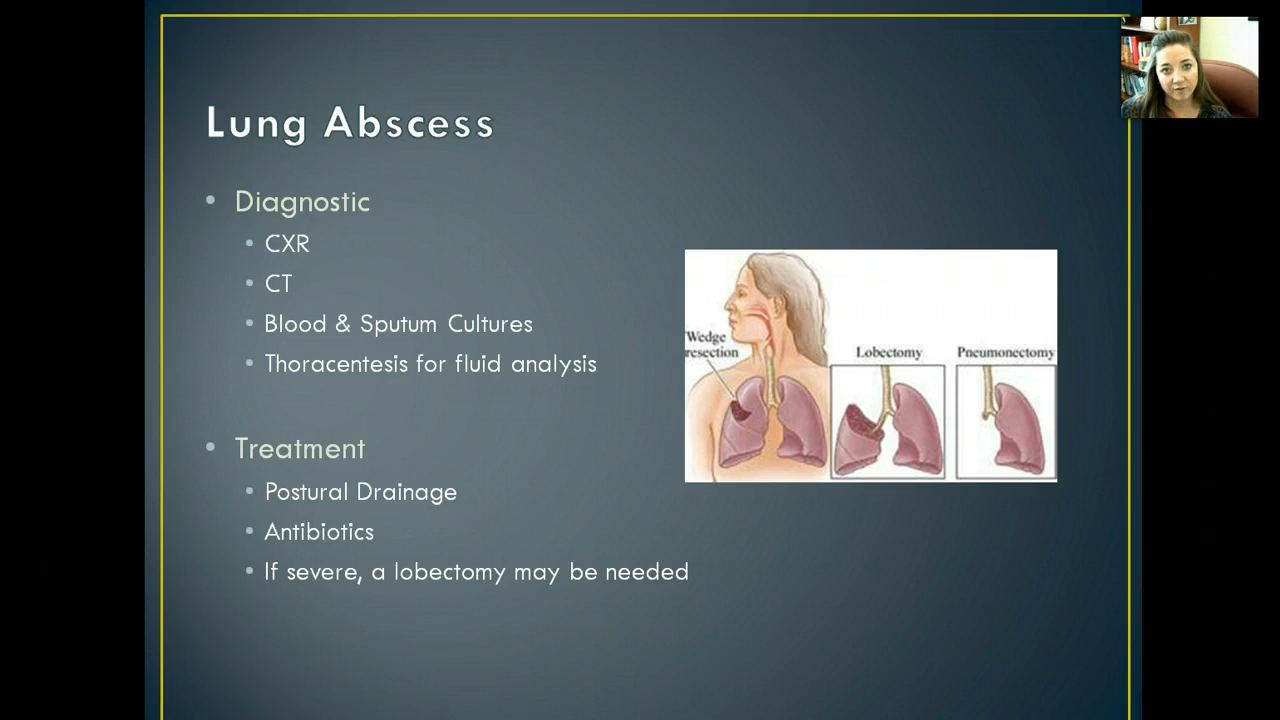 Lung Abscess
Diagnostic
CXR
CT
Blood & Sputum Cultures
Thoracentesis for fluid analysis
Treatment
Postural Drainage
Antibiotics
If severe, a lobectomy may be needed
Wedge
resection
Lobectomy
Pneumonectomy